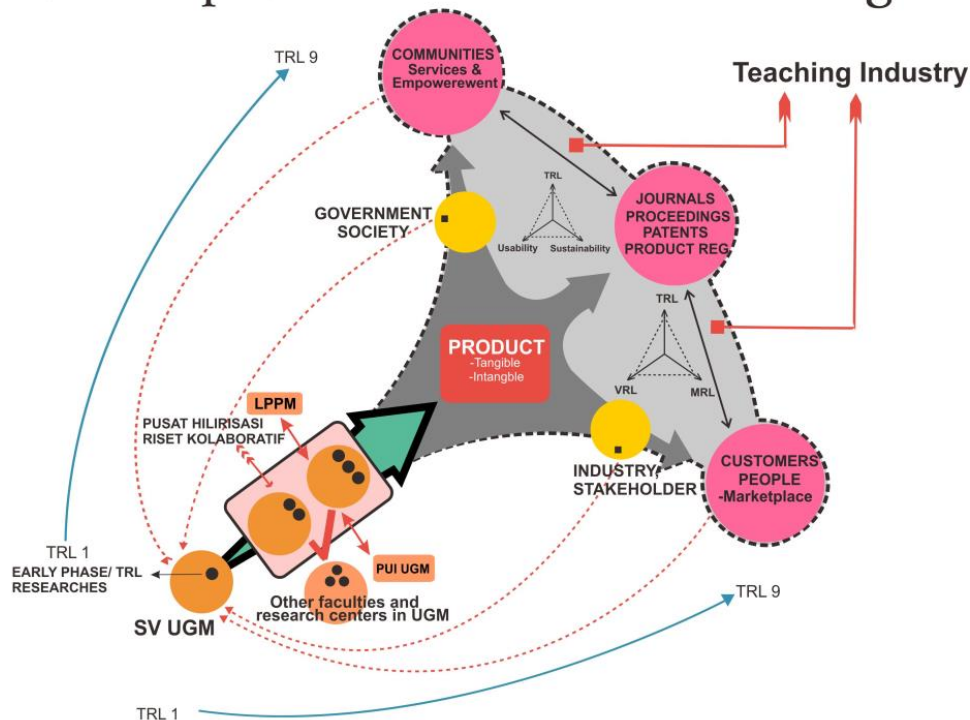 TRL 9
COMMUNITIES
Services &
Empowerewent
Teaching Industry
GOVERNMENT
SOCIETY
TRL
Usability
Sustainability
JOURNALS
PROCEEDINGS
PATENTS
PRODUCT REG
TRL
VRL
MRL
PRODUCT
-Tangible
-Intangble
LPPM
PUSAT HILIRISASI
RISET KOLABORATIF
INDUSTRY/
STAKEHOLDER
CUSTOMERS
PEOPLE
-Marketplace
TRL 1
EARLY PHASE/ TRL
RESEARCHES
PUI UGM
Other faculties and
research centers in UGM
SV UGM
TRL 9
TRL 1